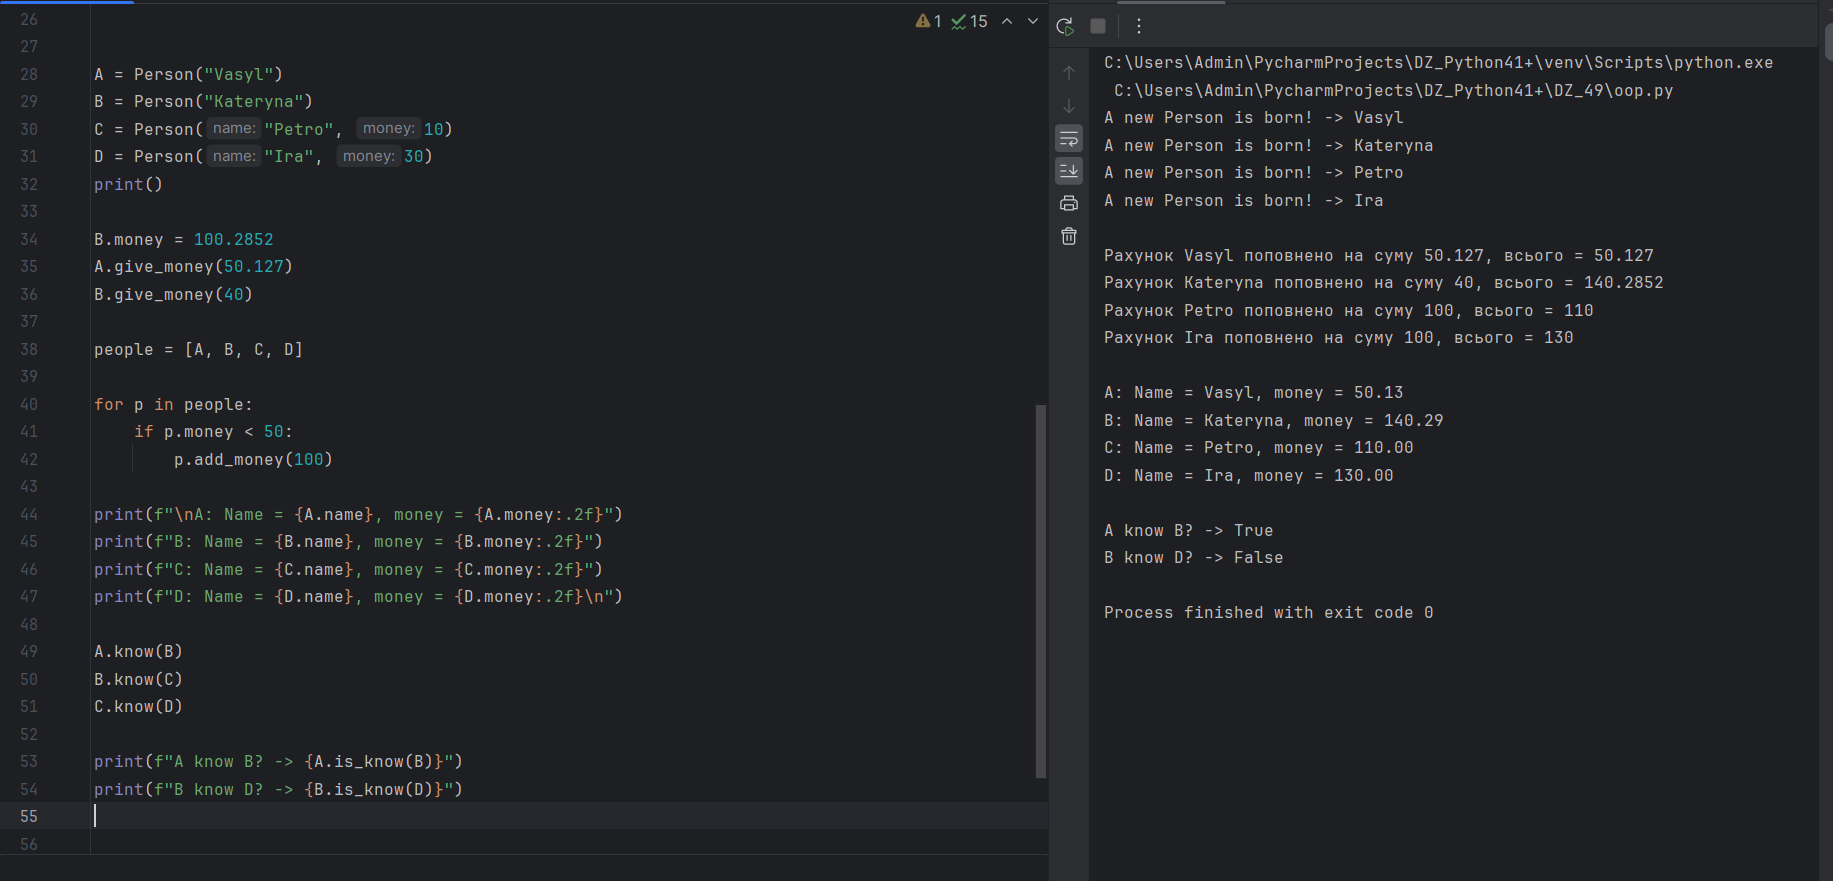 26
27
28 A = Person("Vasyl")
29 B = Person("Kateryna")
30 C = Person( name: "Petro", money: 10)
31 D = Person( name: "Ira", money: 30)
32 print()
33
34 B.money = 100.2852
35 A.give_money(50.127)
36 B.give_money(40)
37
38 people = [A, B, C, D]
39
40 for p in people:
41 if p.money < 50:
42 p.add_money(100)
43
44 print(f"\nA: Name = {A.name}, money = {A.money:.2f}")
45 print(f"B: Name = {B.name}, money = {B.money:.2f}")
46 print(f"C: Name = {C.name}, money = {C.money:.2f}")
47 print(f"D: Name = {D.name}, money = {D.money:.2f}\n")
48
49 A.know(B)
50 B.know(C)
51 C.know(D)
52
53 print(f"A know B? -> {A.is_know(B)}")
54 print(f"B know D? -> {B.is_know(D)}")
55
56
1 15
C:\Users\Admin\PycharmProjects\DZ_Python41+\venv\Scripts\python.exe
C:\Users\Admin\PycharmProjects\DZ_Python41+\DZ_49\oop.py
A new Person is born! -> Vasyl
A new Person is born! -> Kateryna
A new Person is born! -> Petro
A new Person is born! -> Ira
Рахунок Vasyl поповнено на суму 50.127, всього = 50.127
Рахунок Kateryna поповнено на суму 40, всього = 140.2852
Рахунок Petro поповнено на суму 100, всього = 110
Рахунок Ira поповнено на суму 100, всього = 130
A: Name = Vasyl, money = 50.13
B: Name = Kateryna, money = 140.29
C: Name = Petro, money = 110.00
D: Name = Ira, money = 130.00
A know B? -> True
B know D? -> False
Process finished with exit code 0